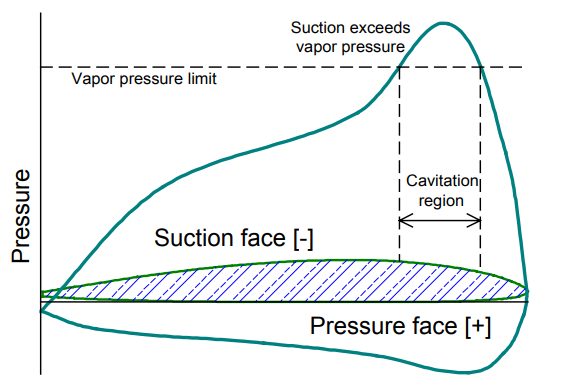 Suction exceeds
vapor pressure
Vapor pressure limit
Cavitation
region
Pressure
Suction face [-]
Pressure face [+]